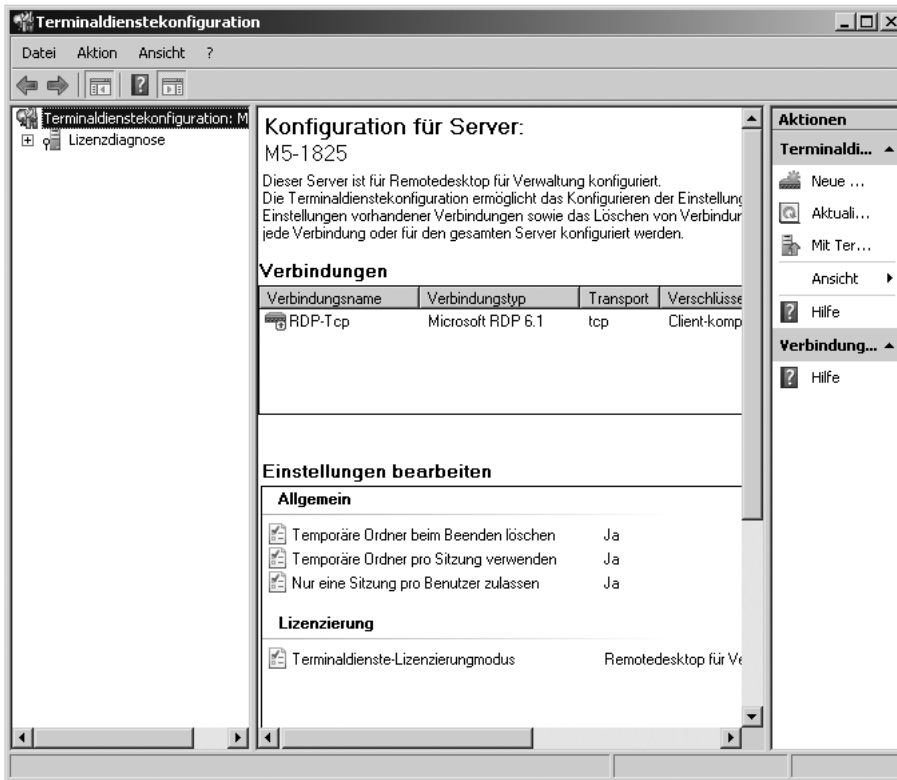 Terminaldienstekonfiguration
Datei Aktion Ansicht ?
Terminaldienstekonfiguration: M
Lizenzdiagnose
Konfiguration für Server:
M5-1825
Dieser Server ist für Remotedesktop für Verwaltung konfiguriert.
Die Terminaldienstekonfiguration ermöglicht das Konfigurieren der Einstellung
Einstellungen vorhandener Verbindungen sowie das Löschen von Verbindur
jede Verbindung oder für den gesamten Server konfiguriert werden.
Verbindungen
Verbindungsname Verbindungstyp Transport Verschlüsse
RDP-Tcp Microsoft RDP 6.1 tcp Client-komp
Einstellungen bearbeiten
Allgemein
Temporäre Ordner beim Beenden löschen Ja
Temporäre Ordner pro Sitzung verwenden Ja
Nur eine Sitzung pro Benutzer zulassen Ja
Lizenzierung
Terminaldienste-Lizenzierungmodus Remotedesktop für Ve
Aktionen
Terminaldi...
Neue ...
Aktuali...
Mit Ter...
Ansicht
Hilfe
Verbindung...
Hilfe